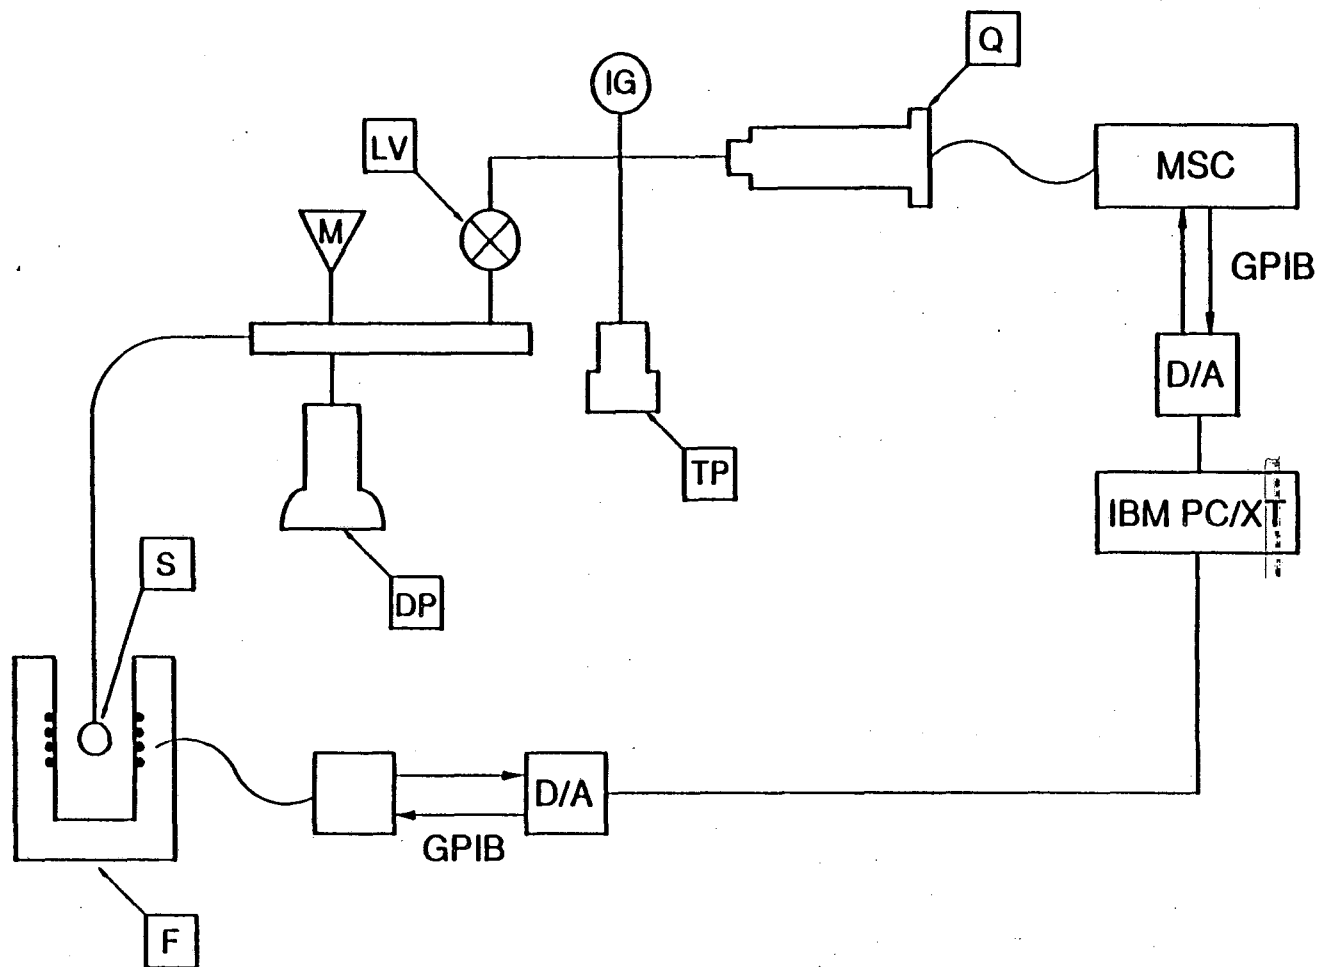 Q
IG
LV
MSC
M
GPIB
D/A
TP
IBM PC/XT
S
DP
D/A
GPIB
F